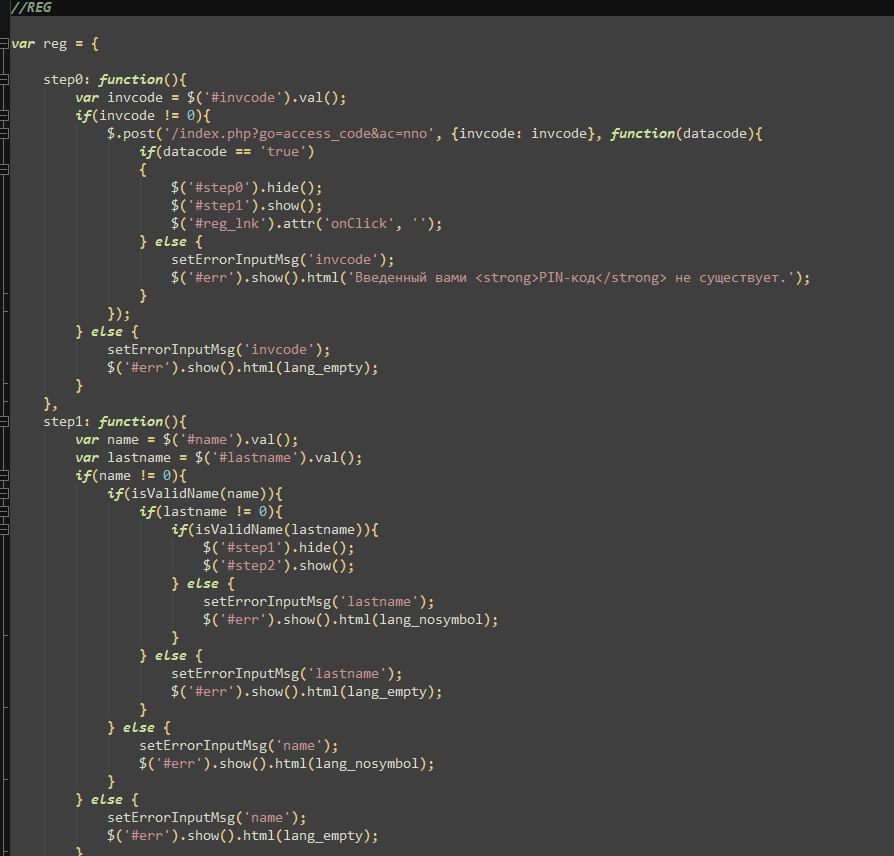 //REG
var reg = {
step0: function(){
var invcode = $('#invcode').val();
if(invcode != 0){
$.post('/index.php?go=access_code&ac=nno', {invcode: invcode}, function(datacode){
if(datacode == 'true')
{
$('#step0').hide();
$('#step1').show();
$('#reg_lnk').attr('onClick', '');
} else {
setErrorInputMsg('invcode');
$('#err').show().html('Введенный вами <strong>PIN-код</strong> не существует.');
}
});
} else {
setErrorInputMsg('invcode');
$('#err').show().html(lang_empty);
}
},
step1: function(){
var name = $('#name').val();
var lastname = $('#lastname').val();
if(name != 0){
if(isValidName(name)){
if(lastname != 0){
if(isValidName(lastname)){
$('#step1').hide();
$('#step2').show();
} else {
setErrorInputMsg('lastname');
$('#err').show().html(lang_nosymbol);
}
} else {
setErrorInputMsg('lastname');
$('#err').show().html(lang_empty);
}
} else {
setErrorInputMsg('name');
$('#err').show().html(lang_nosymbol);
}
} else {
setErrorInputMsg('name');
$('#err').show().html(lang_empty);
}